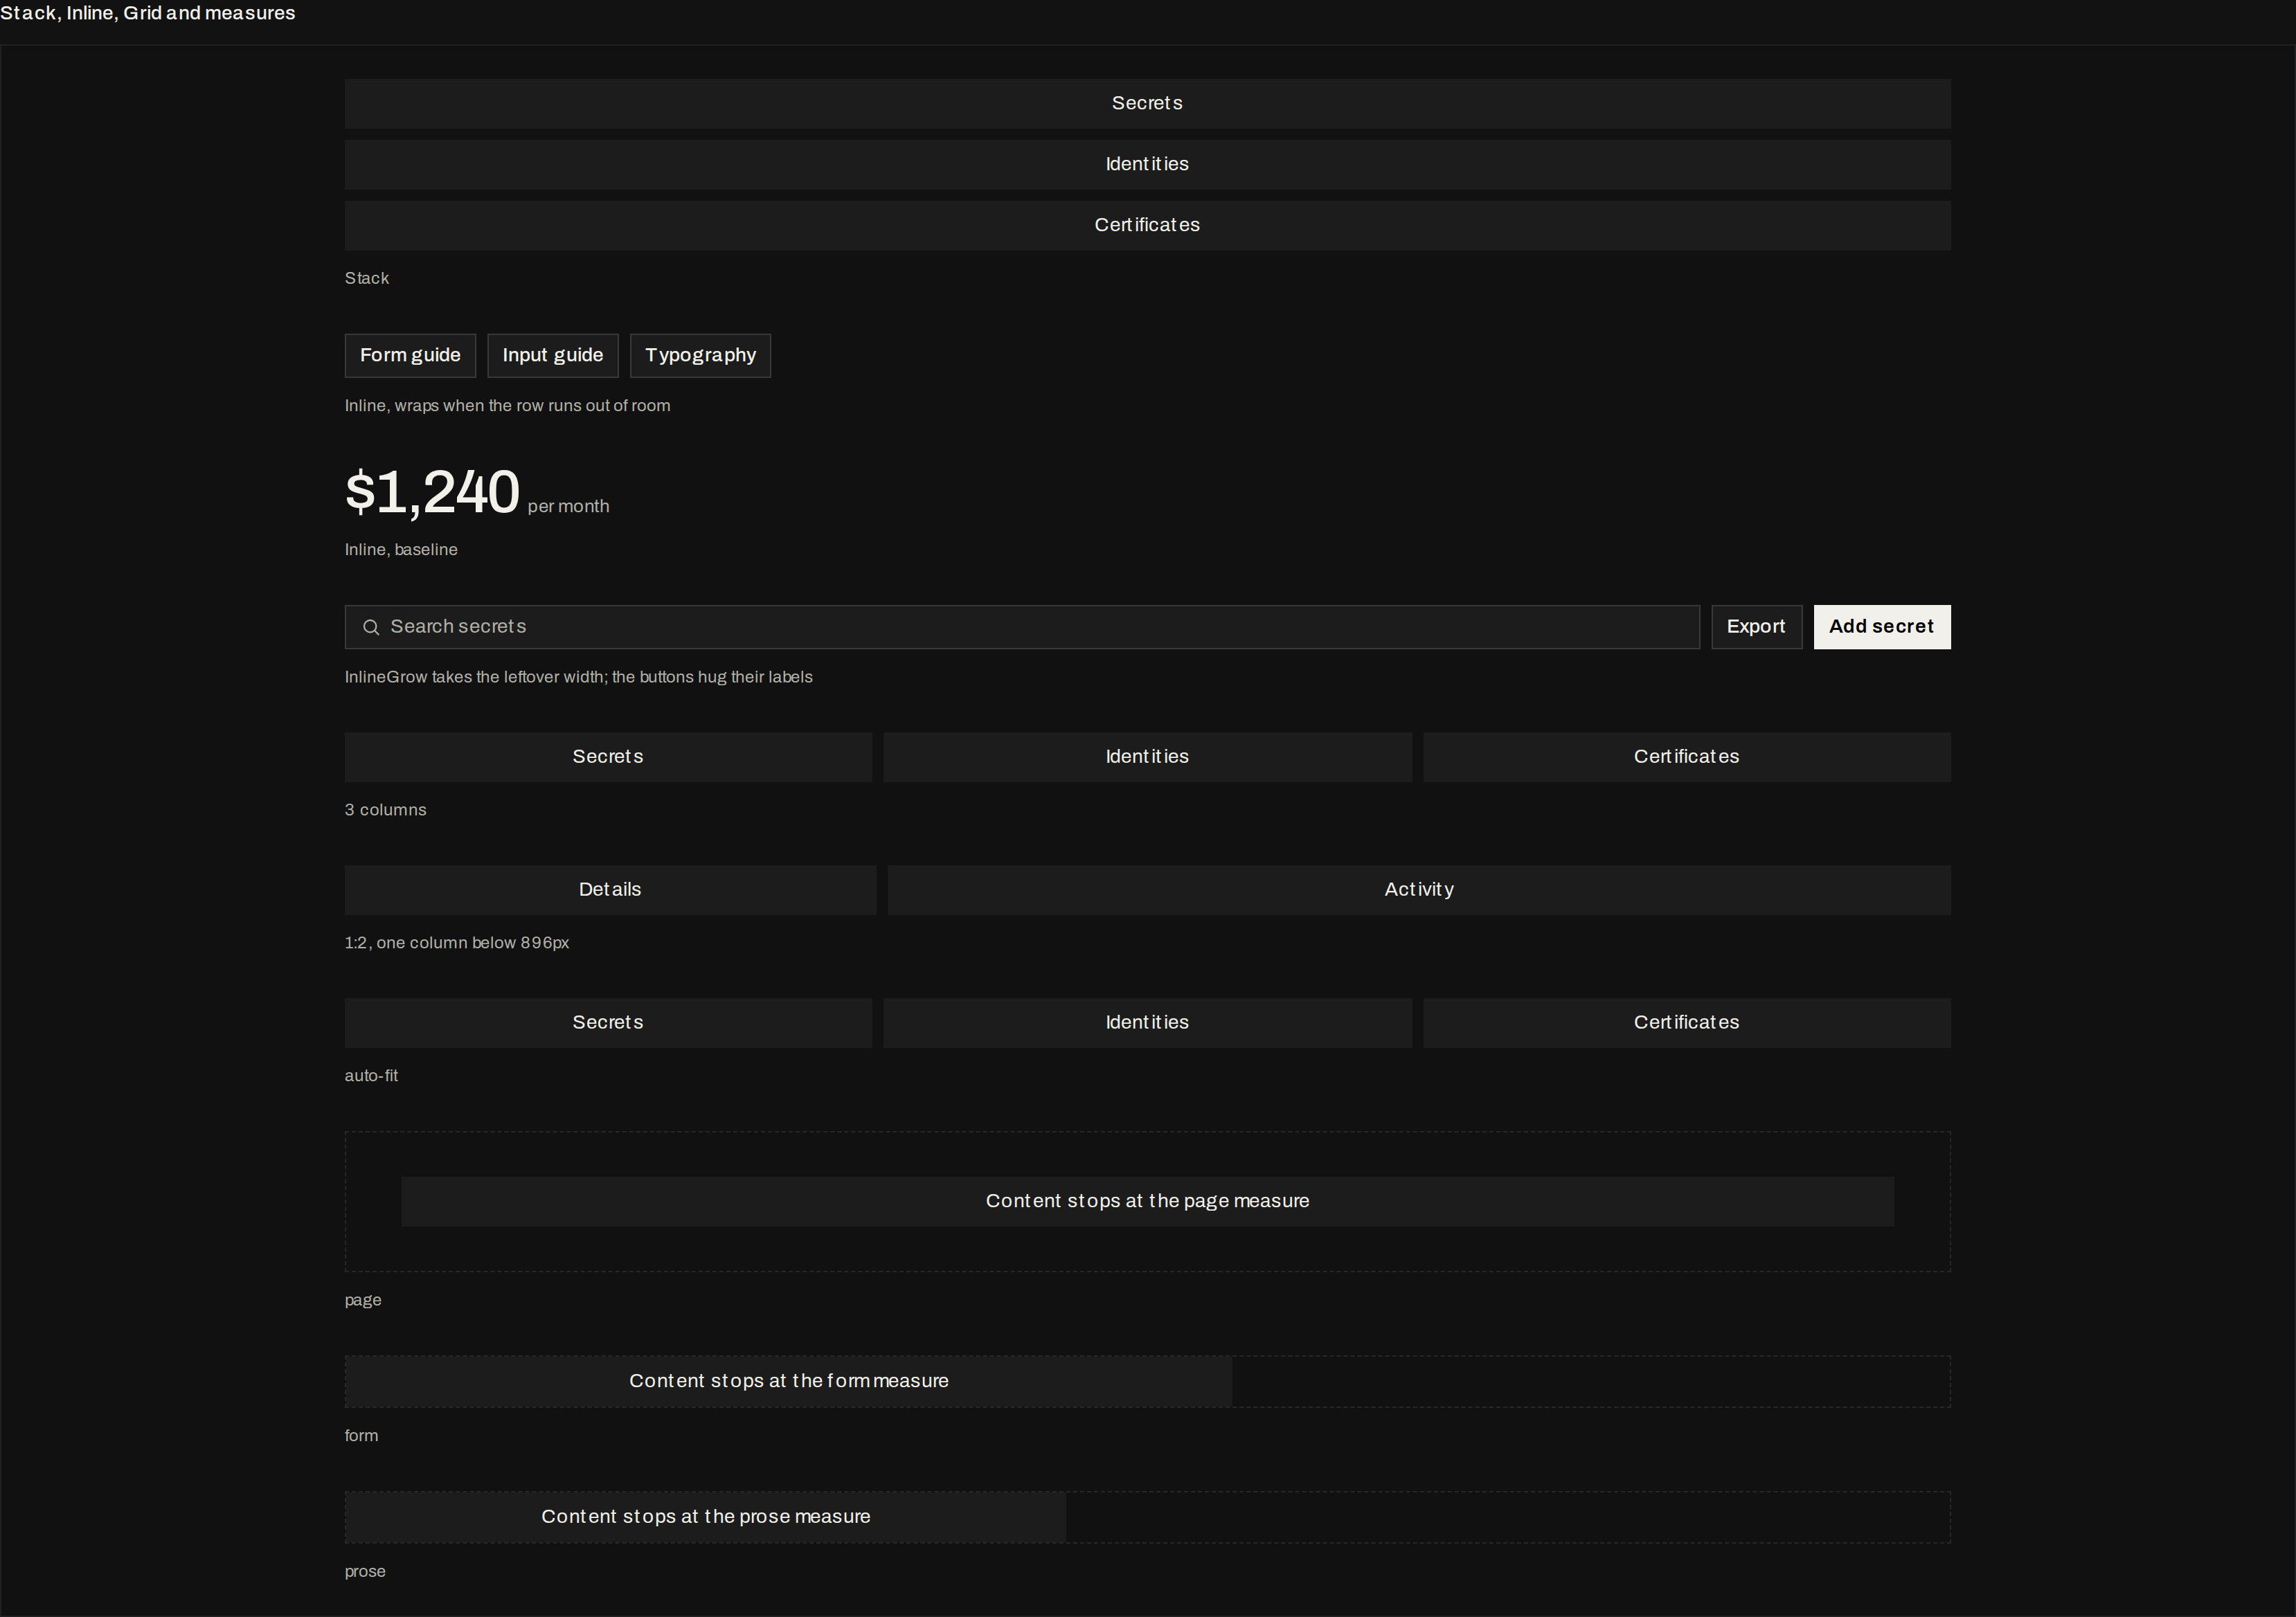 Stack, Inline, Grid and measures
Secrets
Identities
Certificates
Stack
Form guide Input guide Typography
Inline, wraps when the row runs out of room
$1,240 per month
Inline, baseline
Search secrets Export Add secret
InlineGrow takes the leftover width; the buttons hug their labels
Secrets Identities Certificates
3 columns
Details Activity
1:2, one column below 896px
Secrets Identities Certificates
auto-fit
Content stops at the page measure
page
Content stops at the form measure
form
Content stops at the prose measure
prose